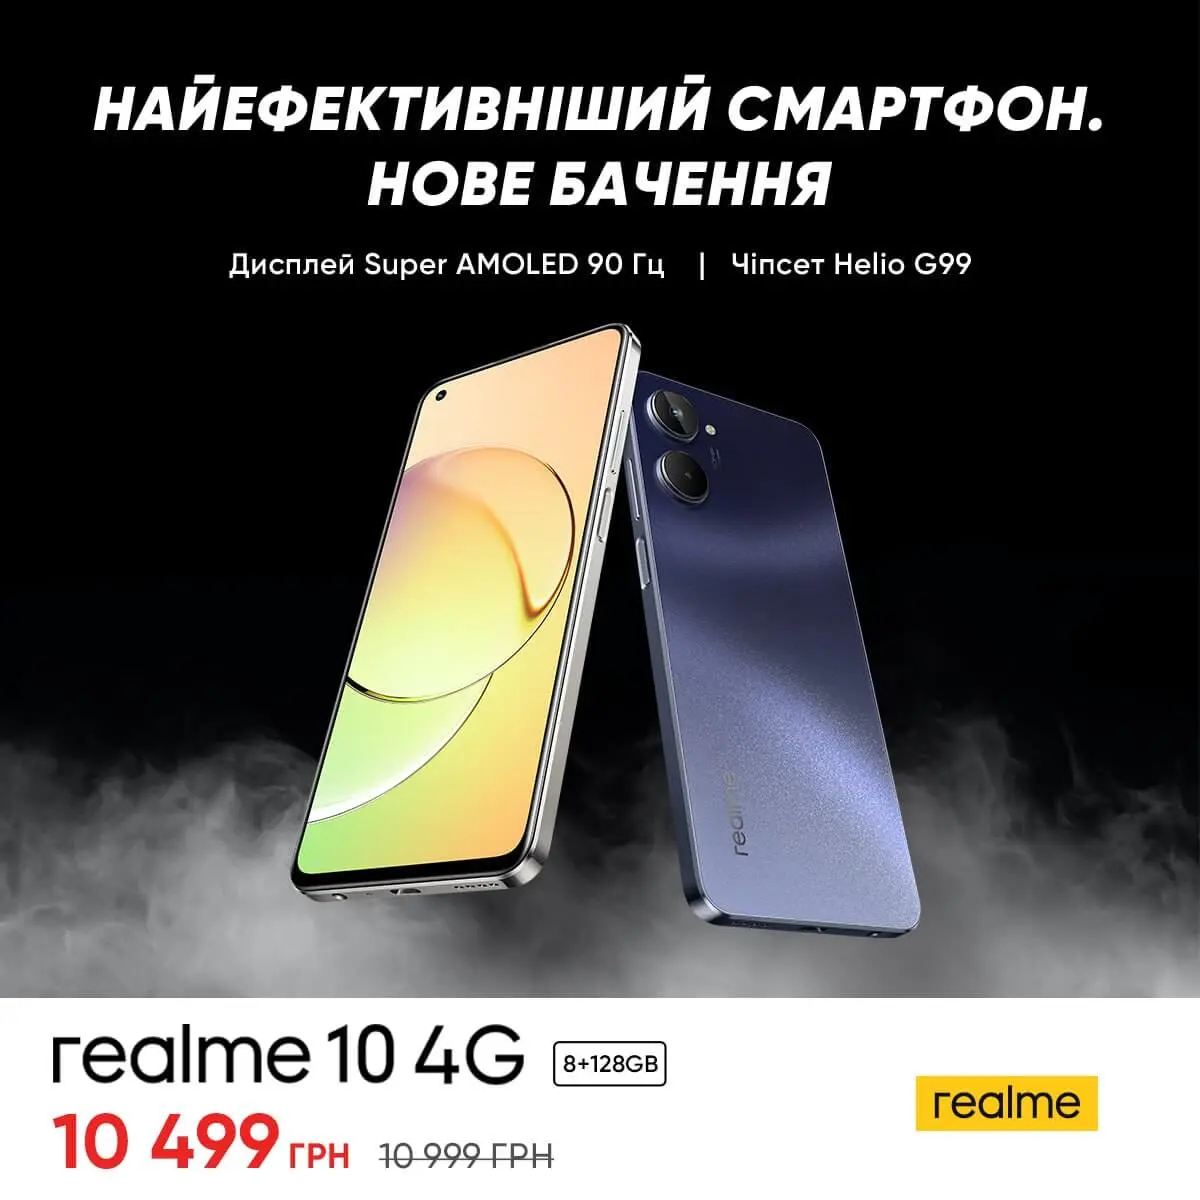 НАЙЕФЕКТИВНІШИЙ СМАРТФОН.
НОВЕ БАЧЕННЯ
Дисплей Super AMOLED 90 Гц | Чіпсет Helio G99
realme
realme 10 4G 8+128GB
realme
10 499 ГРН 10 999 ГРН